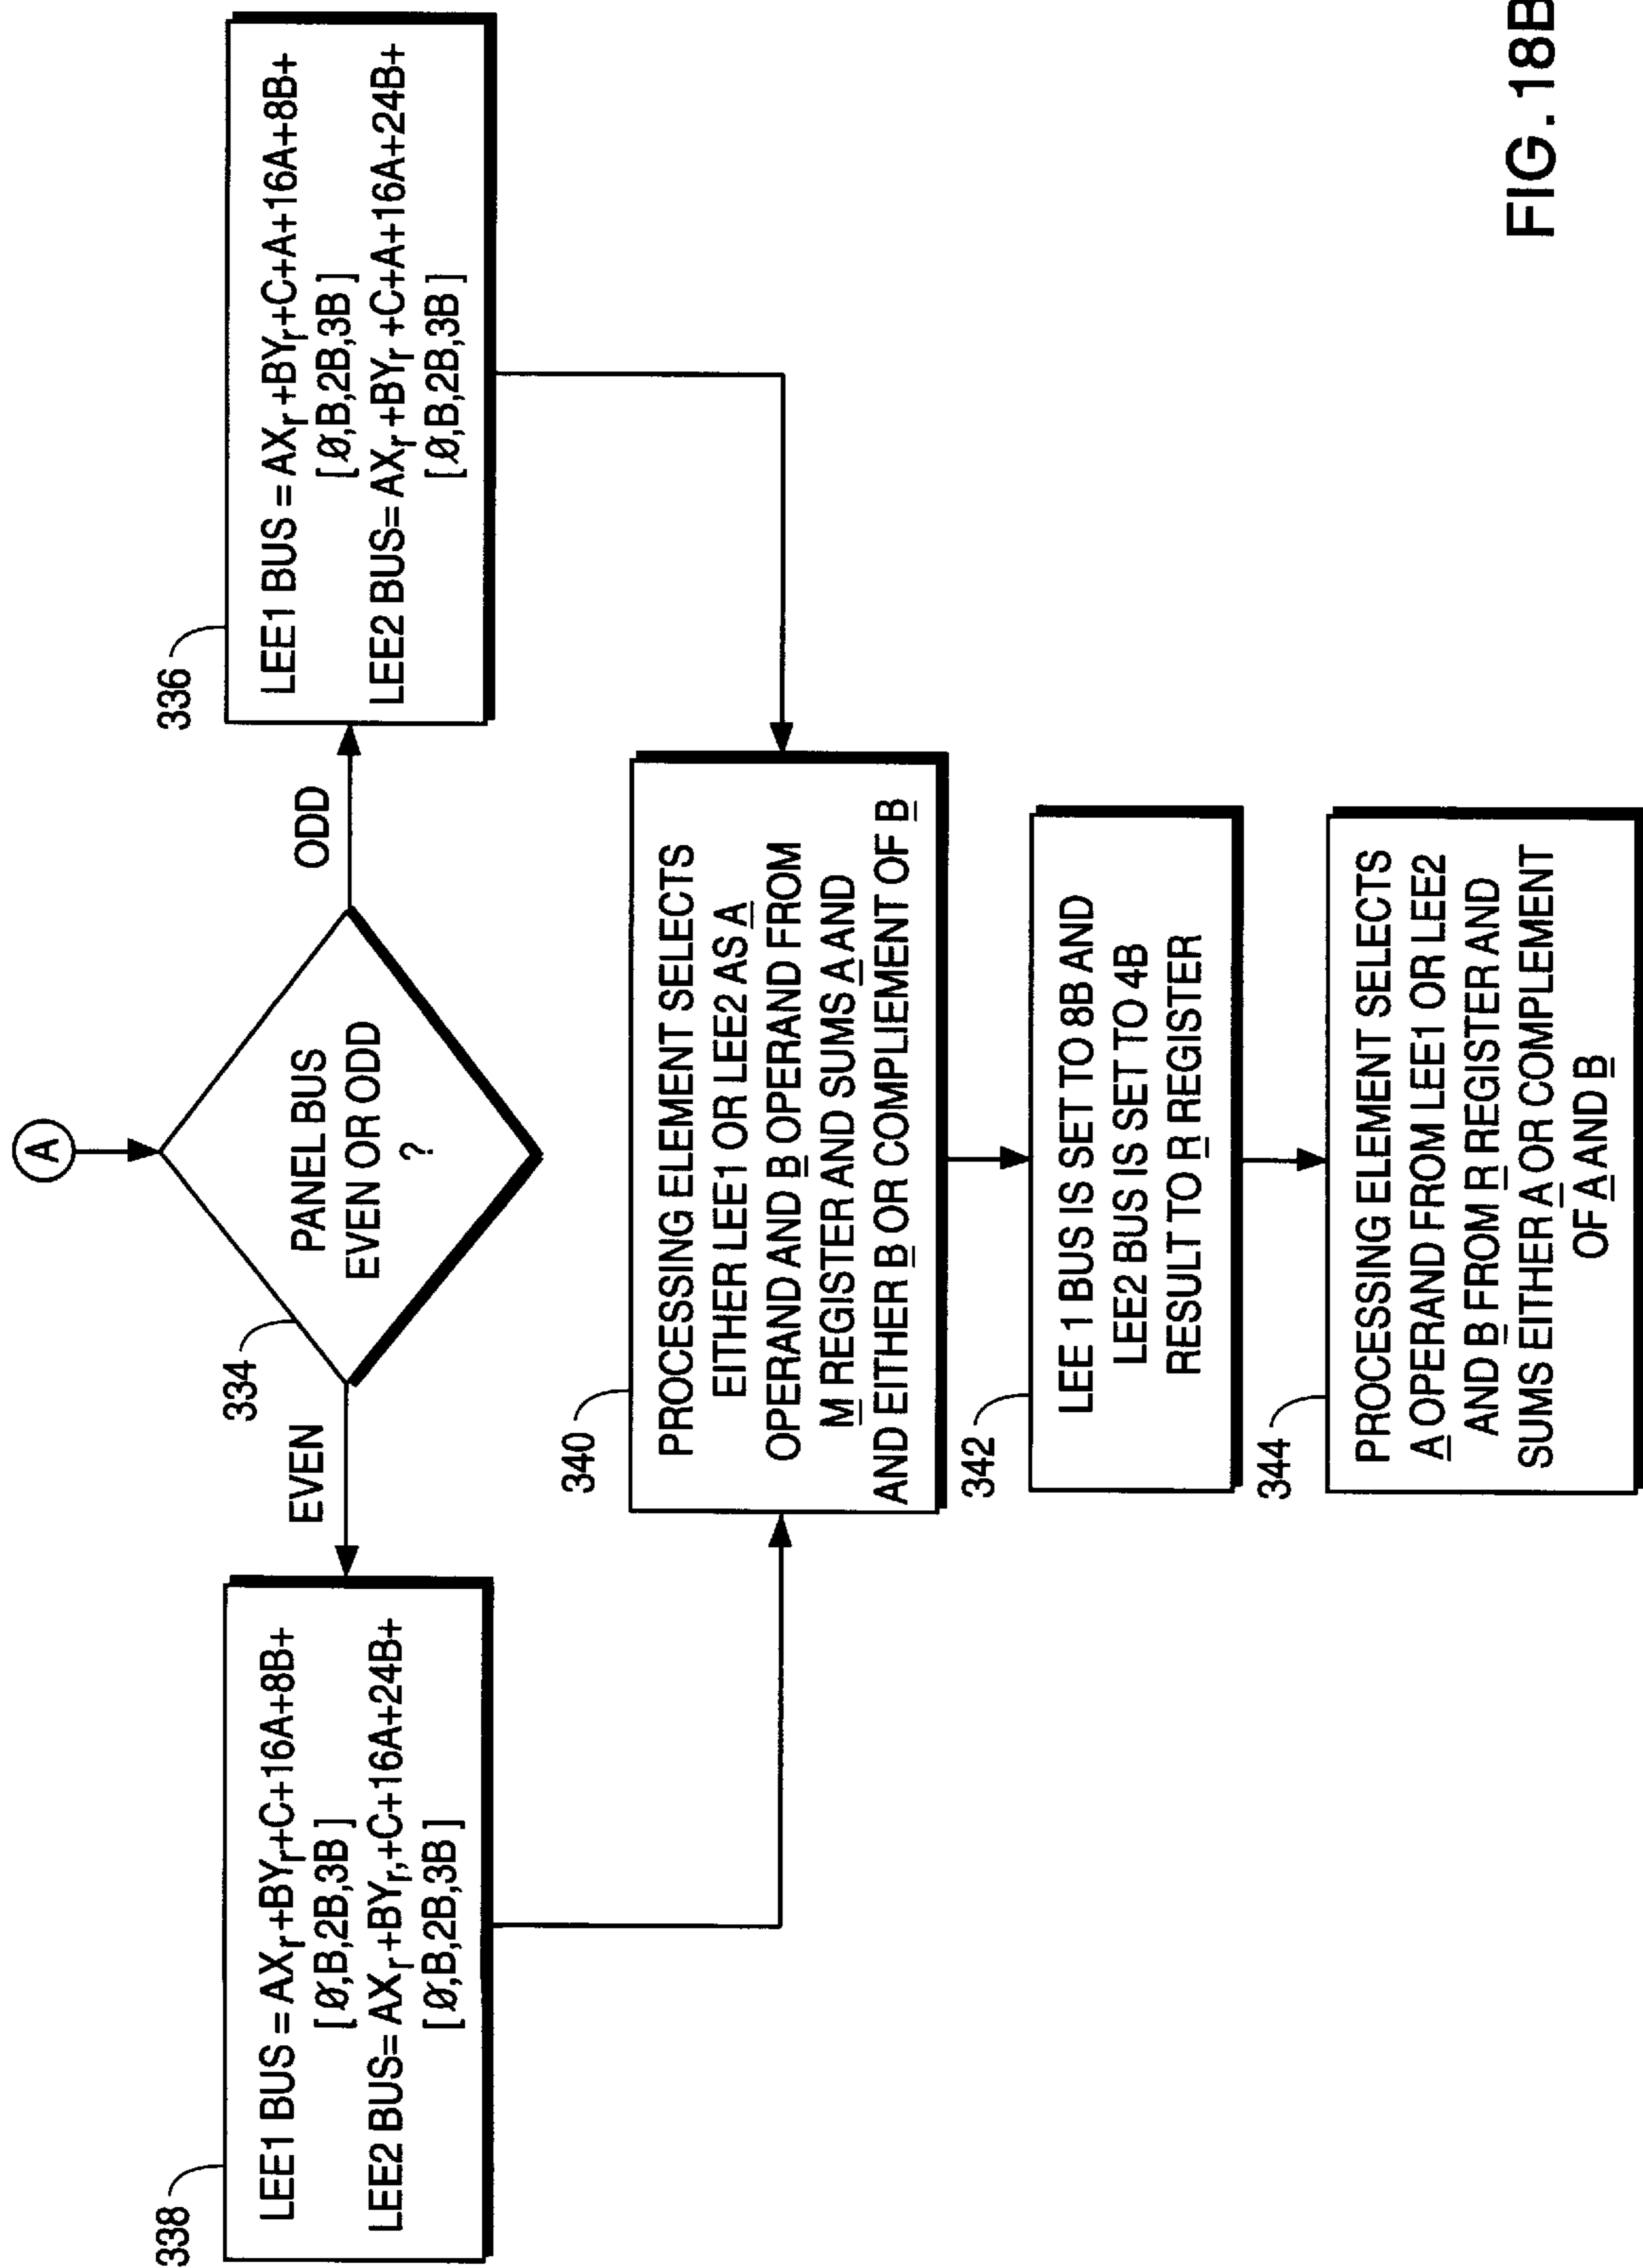 A
334
PANEL BUS
EVEN OR ODD
?
EVEN
ODD
338
LEE1 BUS = AXr+BYr+C+16A+8B+
[0,B,2B,3B]
LEE2 BUS= AXr+BYr,+C+16A+24B+
[0,B,2B,3B]
336
LEE1 BUS = AXr+BYr+C+A+16A+8B+
[0,B,2B,3B]
LEE2 BUS= AXr+BYr+C+A+16A+24B+
[0,B,2B,3B]
340
PROCESSING ELEMENT SELECTS
EITHER LEE1 OR LEE2 AS A
OPERAND AND B OPERAND FROM
M REGISTER AND SUMS A AND
AND EITHER B OR COMPLIEMENT OF B
342
LEE 1 BUS IS SET TO 8B AND
LEE2 BUS IS SET TO 4B
RESULT TO R REGISTER
344
PROCESSING ELEMENT SELECTS
A OPERAND FROM LEE1 OR LEE2
AND B FROM R REGISTER AND
SUMS EITHER A OR COMPLEMENT
OF A AND B
FIG. 18B